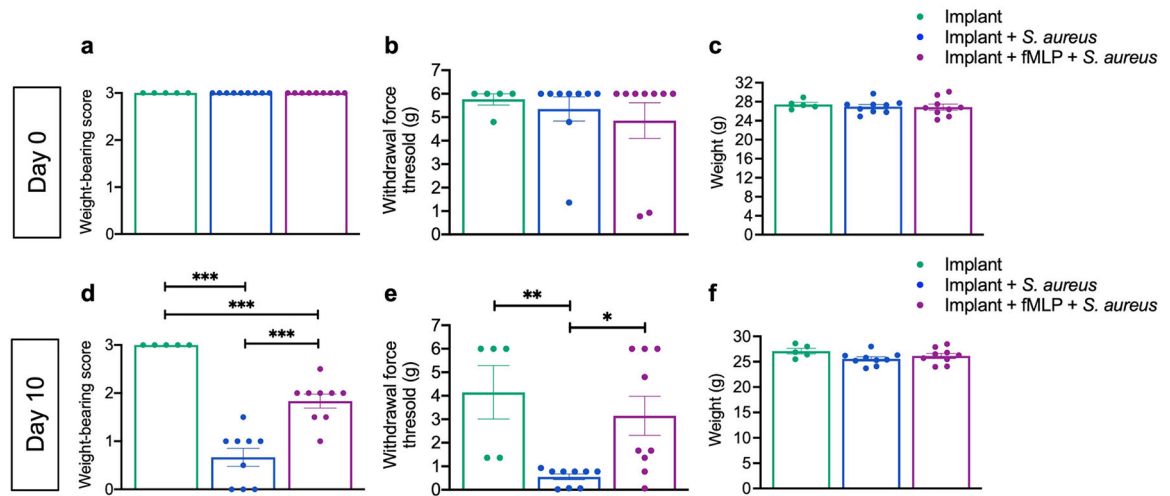 Implant
Implant + S. aureus
Implant + fMLP + S. aureus
a
b
c
Day 0
Weight-bearing score
3
2
1
0
Withdrawal force
thresold (g)
7
6
5
4
3
2
1
0
Weight (g)
32
28
24
20
16
12
8
4
0
Implant
Implant + S. aureus
Implant + fMLP + S. aureus
d
e
f
***
***
***
**
*
Day 10
Weight-bearing score
3
2
1
0
Withdrawal force
thresold (g)
7
6
5
4
3
2
1
0
Weight (g)
30
25
20
15
10
5
0